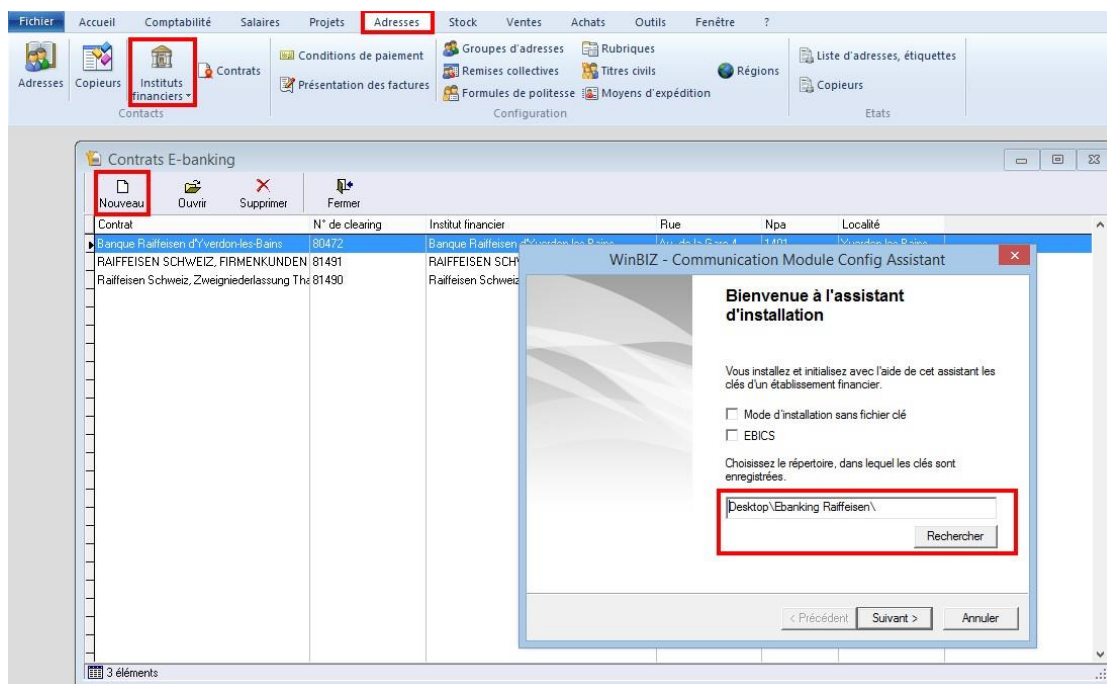 Fichier Accueil Comptabilité Salaires Projets Adresses Stock Ventes Achats Outils Fenêtre ?
Adresses
Copieurs
Instituts
financiers
Contrats
Contacts
Conditions de paiement
Présentation des factures
Groupes d'adresses
Remises collectives
Formules de politesse
Rubriques
Titres civils
Moyens d'expédition
Régions
Configuration
Liste d'adresses, étiquettes
Copieurs
Etats
Contrats E-banking
Nouveau Ouvrir Supprimer Fermer
Contrat N° de clearing Institut financier Rue Npa Localité
Banque Raiffeisen d'Yverdon-les-Bains 80472 Banque Raiffeisen
RAIFFEISEN SCHWEIZ, FIRMENKUNDEN 81491 RAIFFEISEN
Raiffeisen Schweiz, Zweigniederlassung Tha 81490 Raiffeisen Schweiz
WinBIZ - Communication Module Config Assistant
Bienvenue à l'assistant
d'installation
Vous installez et initialisez avec l'aide de cet assistant les
clés d'un établissement financier.
Mode d'installation sans fichier clé
EBICS
Choisissez le répertoire, dans lequel les clés sont
enregistrées.
Desktop\Ebanking Raiffeisen\
Rechercher
< Précédent Suivant > Annuler
3 éléments